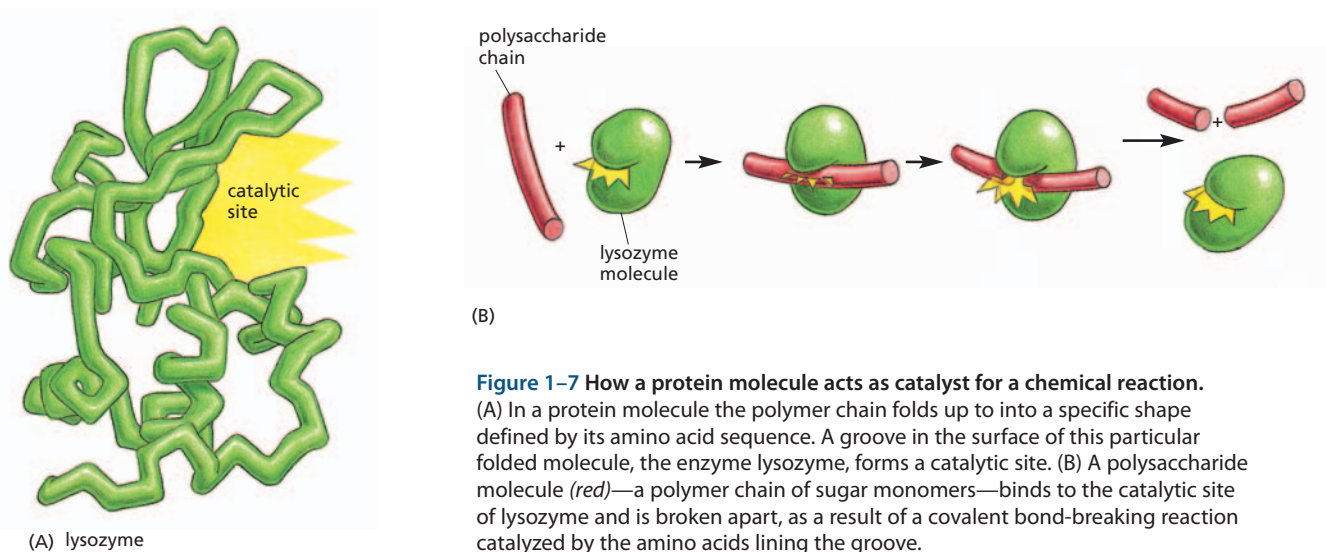 catalytic
site
(A) lysozyme
polysaccharide
chain
+
lysozyme
molecule
+
(B)
Figure 1–7 How a protein molecule acts as catalyst for a chemical reaction.
(A) In a protein molecule the polymer chain folds up to into a specific shape
defined by its amino acid sequence. A groove in the surface of this particular
folded molecule, the enzyme lysozyme, forms a catalytic site. (B) A polysaccharide
molecule (red)—a polymer chain of sugar monomers—binds to the catalytic site
of lysozyme and is broken apart, as a result of a covalent bond-breaking reaction
catalyzed by the amino acids lining the groove.